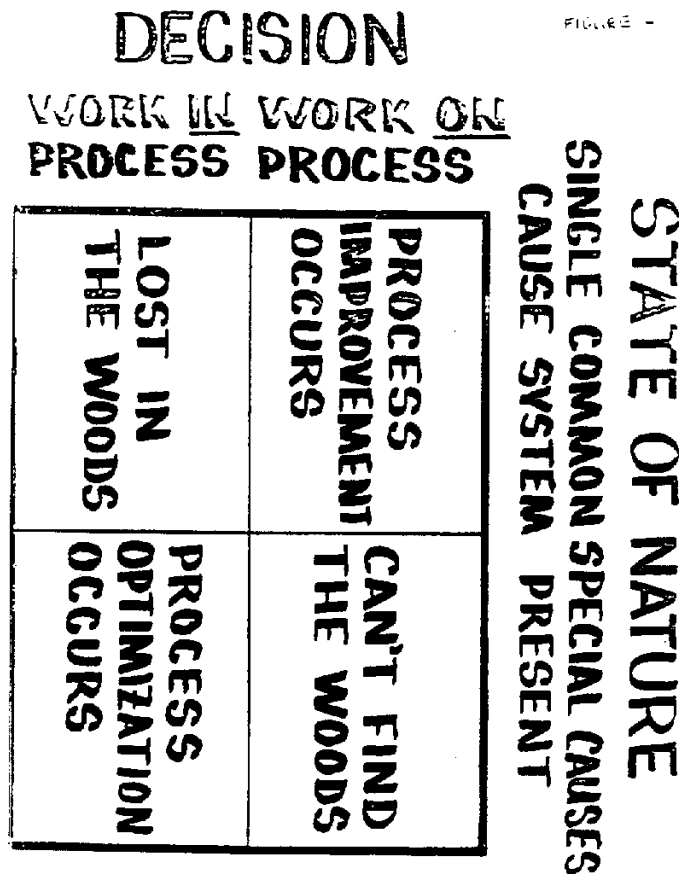 DECISION
WORK IN WORK ON
PROCESS PROCESS
STATE OF NATURE
SINGLE COMMON SPECIAL CAUSES
CAUSE SYSTEM PRESENT
PROCESS
IMPROVEMENT
OCCURS
LOST IN
THE WOODS
CAN'T FIND
THE WOODS
PROCESS
OPTIMIZATION
OCCURS